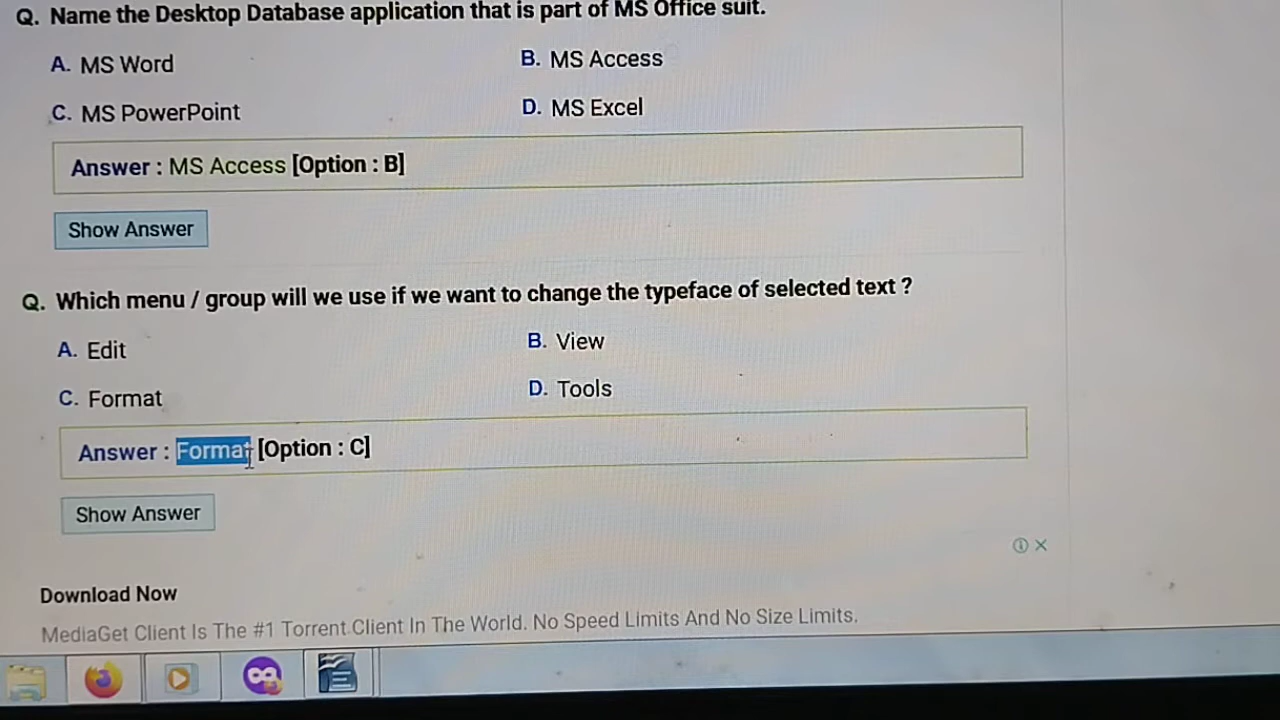 Q. Name the Desktop Database application that is part of MS Office suit.
A. MS Word
B. MS Access
C. MS PowerPoint
D. MS Excel
Answer : MS Access [Option : B]
Show Answer
Q. Which menu / group will we use if we want to change the typeface of selected text ?
A. Edit
B. View
C. Format
D. Tools
Answer : Format [Option : C]
Show Answer
Download Now
MediaGet Client Is The #1 Torrent Client In The World. No Speed Limits And No Size Limits.